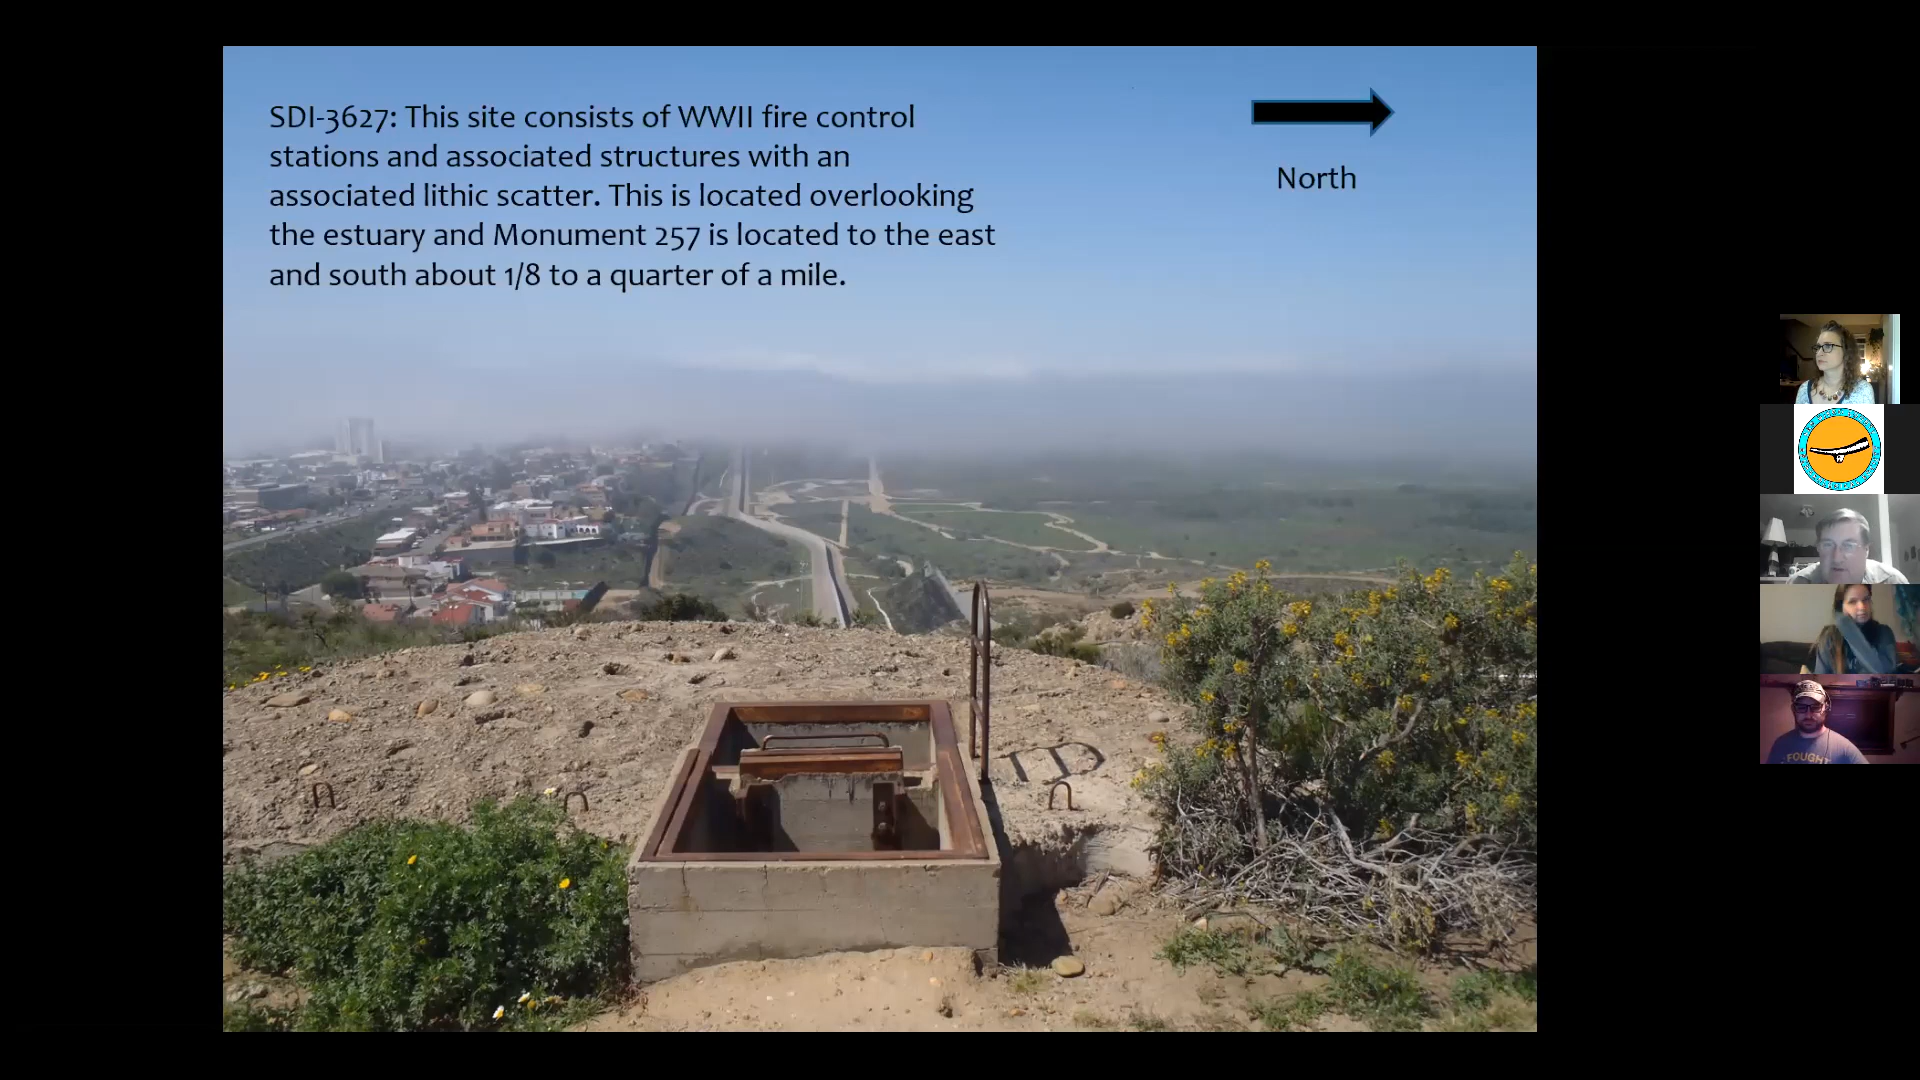 SDI-3627: This site consists of WWII fire control
stations and associated structures with an
associated lithic scatter. This is located overlooking
the estuary and Monument 257 is located to the east
and south about 1/8 to a quarter of a mile.
North
FOUGHT